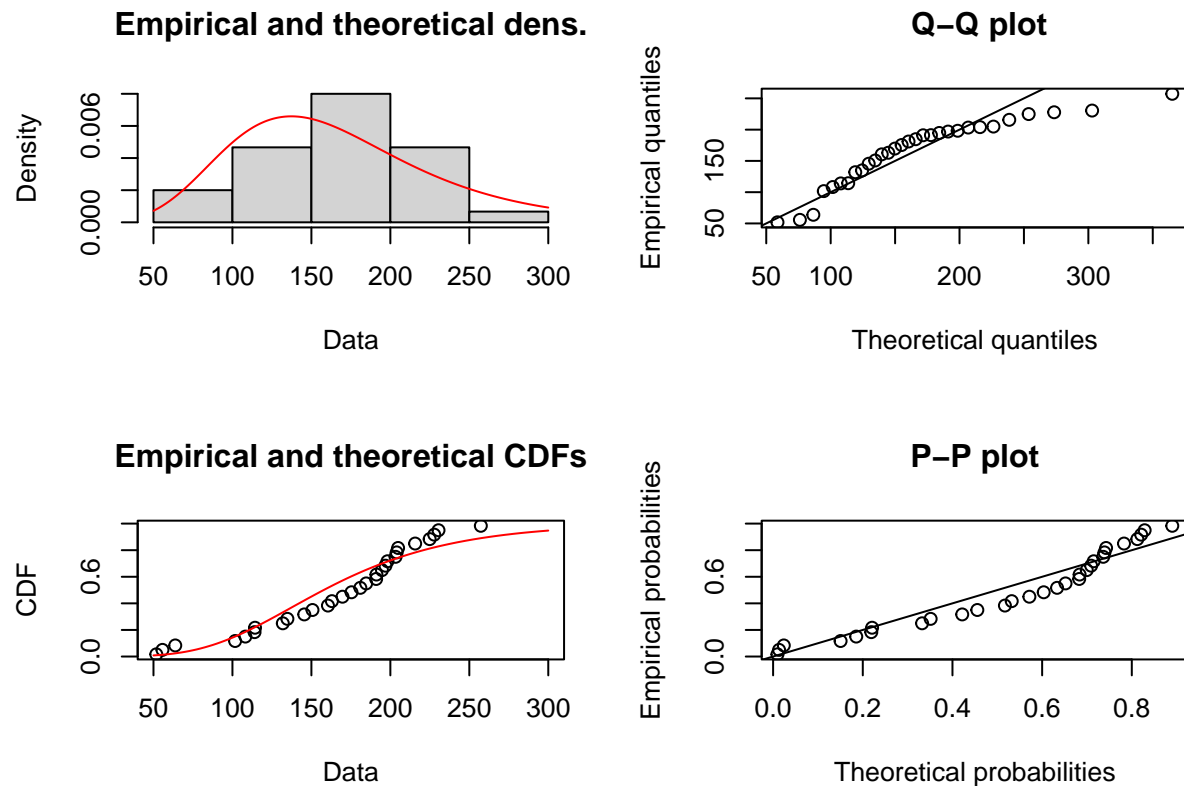 Empirical and theoretical dens.
Density
0.000
0.006
50 100 150 200 250 300
Data
Q−Q plot
Empirical quantiles
50
150
50 100 200 300
Theoretical quantiles
Empirical and theoretical CDFs
CDF
0.0
0.6
50 100 150 200 250 300
Data
P−P plot
Empirical probabilities
0.0
0.6
0.0 0.2 0.4 0.6 0.8
Theoretical probabilities